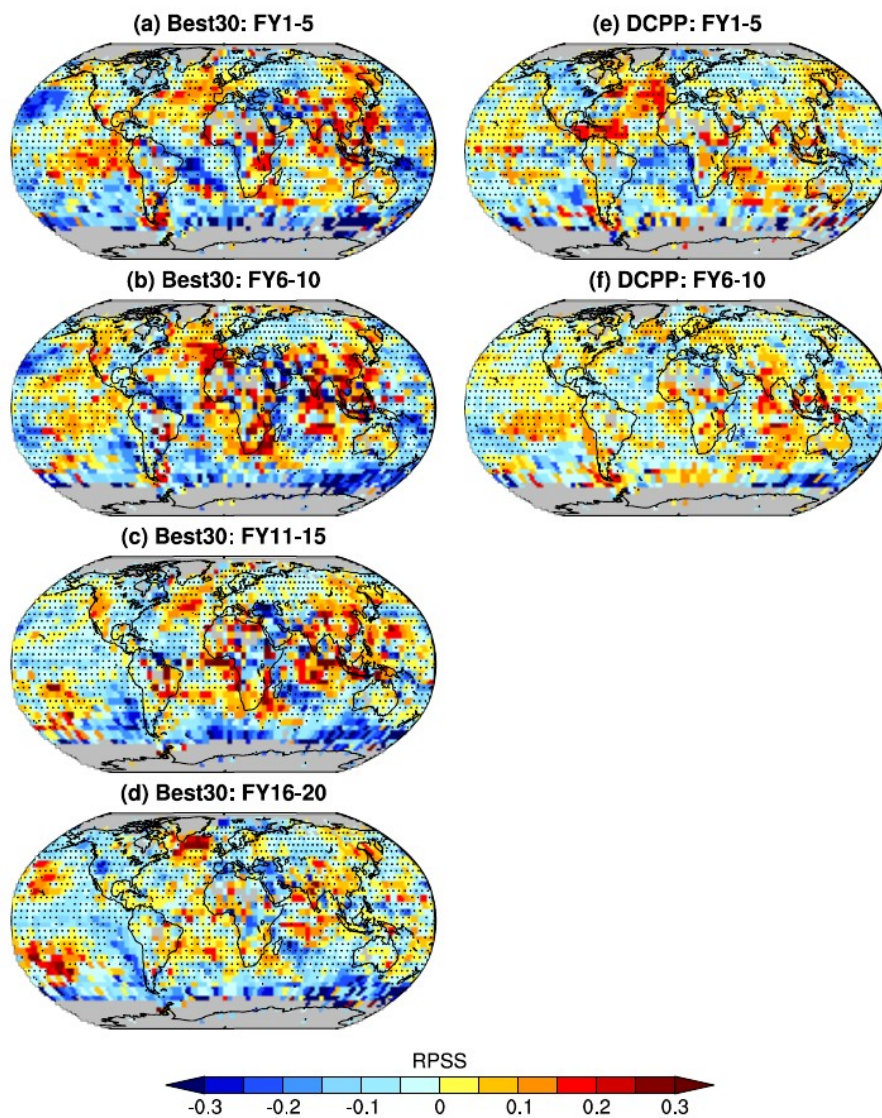 (a) Best30: FY1-5
(e) DCPP: FY1-5
(b) Best30: FY6-10
(f) DCPP: FY6-10
(c) Best30: FY11-15
(d) Best30: FY16-20
RPSS
-0.3 -0.2 -0.1 0 0.1 0.2 0.3